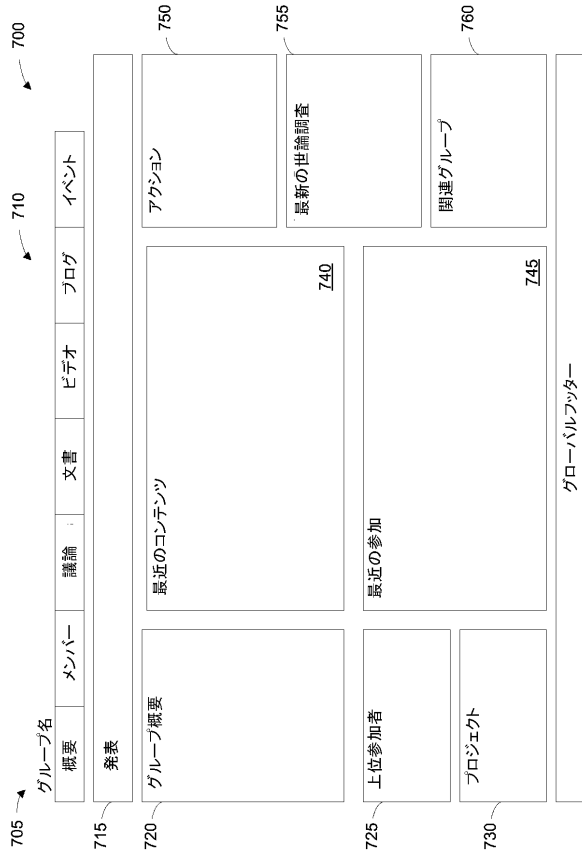 700
705
710
グループ名
概要 メンバー 議論 文書 ビデオ ブログ イベント
715
発表
720
グループ概要
最近のコンテンツ
740
アクション
750
最新の世論調査
755
725
上位参加者
最近の参加
745
関連グループ
760
730
プロジェクト
グローバルフッター